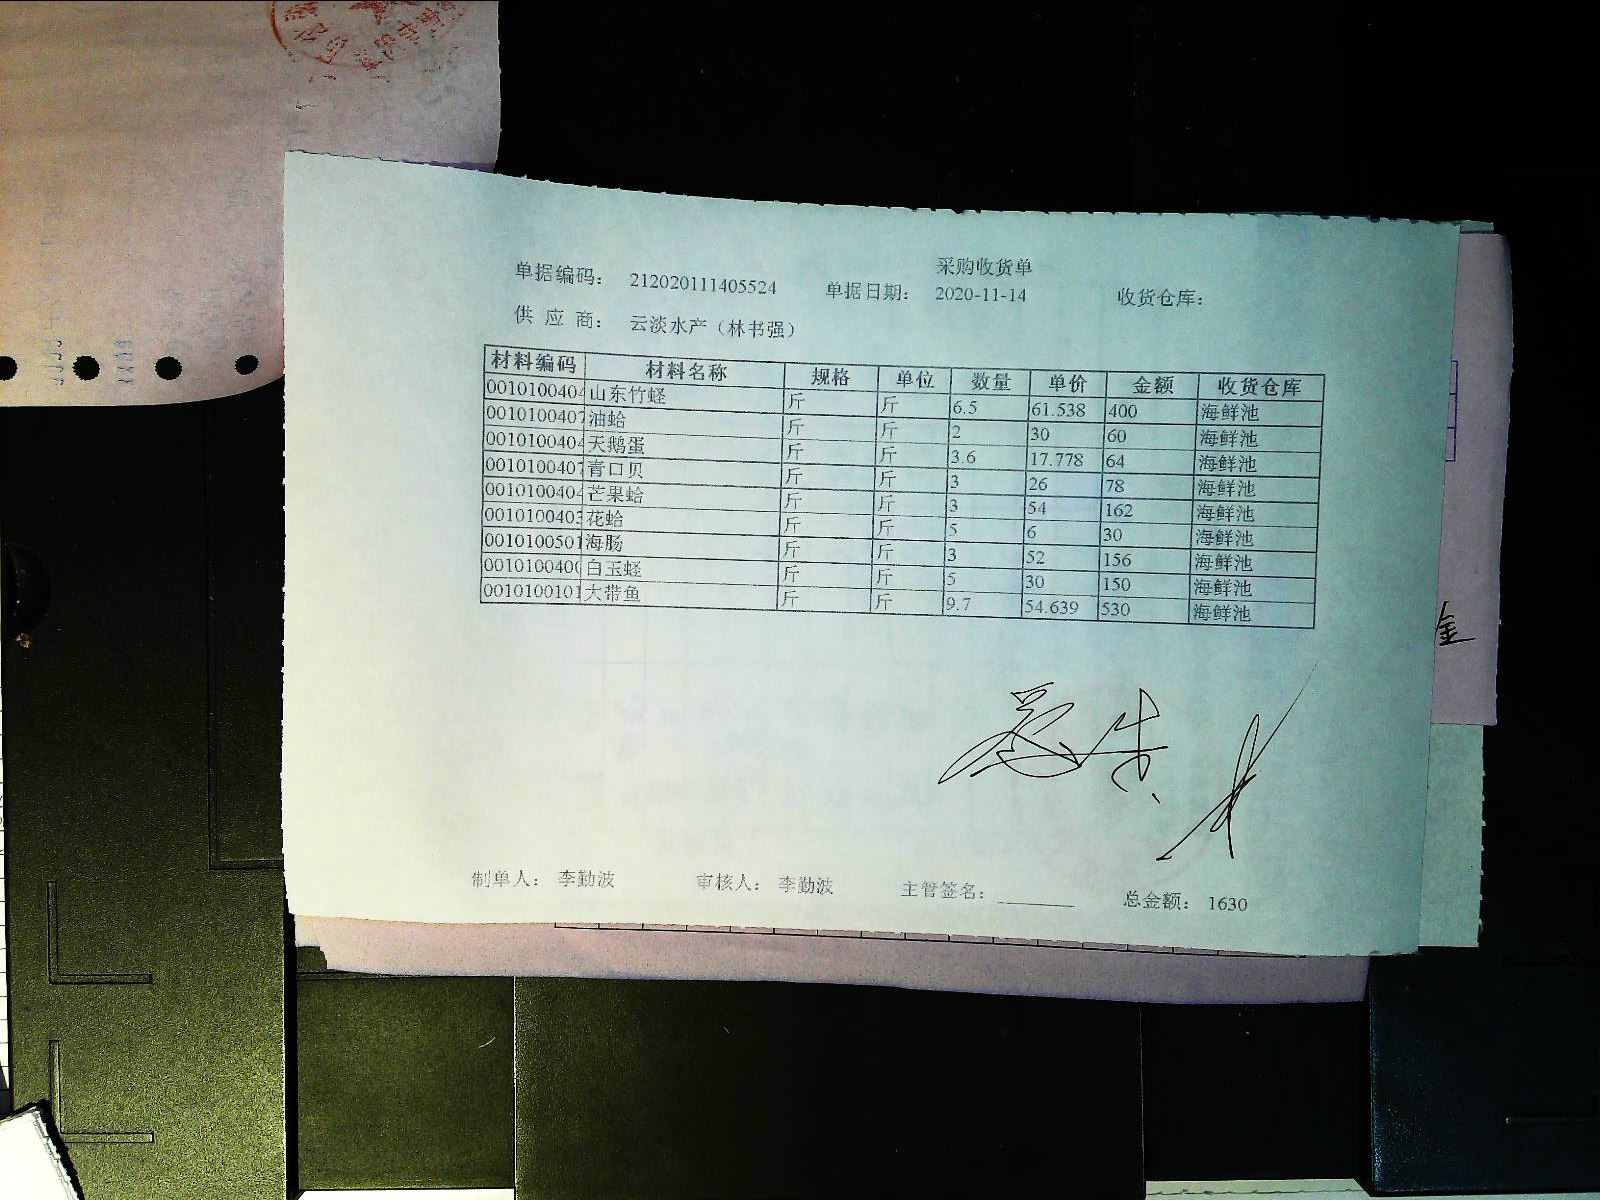 采购收货单
单据编码： 212020111405524 单据日期： 2020-11-14 收货仓库：
供 应 商： 云淡水产（林书强）
材料编码 材料名称 规格 单位 数量 单价 金额 收货仓库
0010100404 山东竹蛏 斤 斤 6.5 61.538 400 海鲜池
0010100407 油蛤 斤 斤 2 30 60 海鲜池
0010100404 天鹅蛋 斤 斤 3.6 17.778 64 海鲜池
0010100407 青口贝 斤 斤 3 26 78 海鲜池
0010100404 芒果蛤 斤 斤 3 54 162 海鲜池
0010100403 花蛤 斤 斤 5 6 30 海鲜池
0010100501 海肠 斤 斤 3 52 156 海鲜池
0010100400 白玉蛏 斤 斤 5 30 150 海鲜池
0010100101 大带鱼 斤 斤 9.7 54.639 530 海鲜池
金
制单人： 李勤波 审核人： 李勤波 主管签名： 总金额： 1630